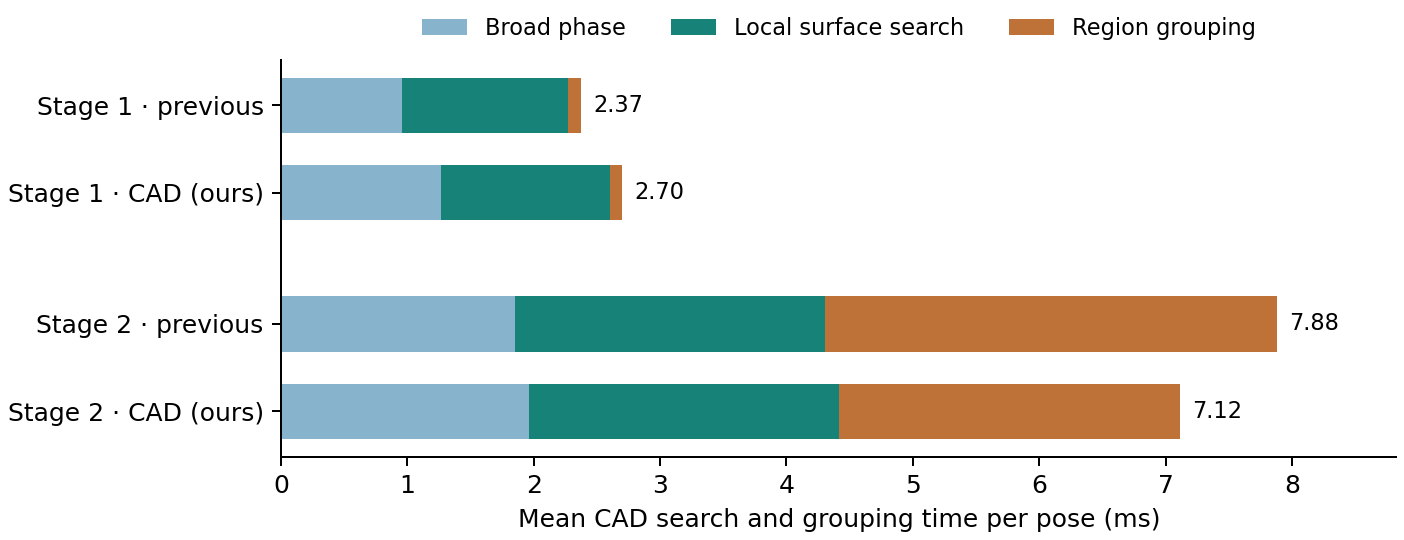 Broad phase Local surface search Region grouping
Stage 1 · previous 2.37
Stage 1 · CAD (ours) 2.70
Stage 2 · previous 7.88
Stage 2 · CAD (ours) 7.12
0 1 2 3 4 5 6 7 8
Mean CAD search and grouping time per pose (ms)